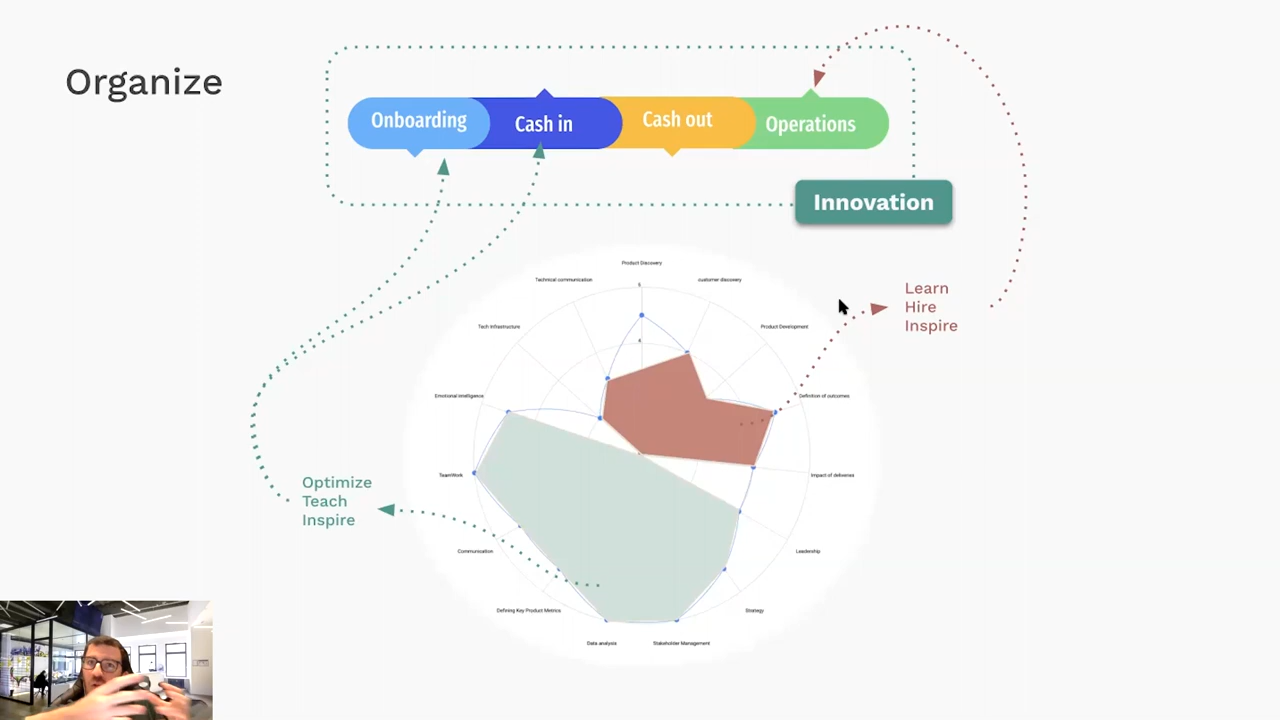 Organize
Onboarding
Cash in
Cash out
Operations
Innovation
Product Discovery
Technical communication
customer discovery
5
Learn
Hire
Inspire
Tech Infrastructure
Product Development
4
Emotional intelligence
Definition of outcomes
TeamWork
Impact of deliveries
Optimize
Teach
Inspire
Communication
Leadership
Defining Key Product Metrics
Strategy
Data analysis
Stakeholder Management